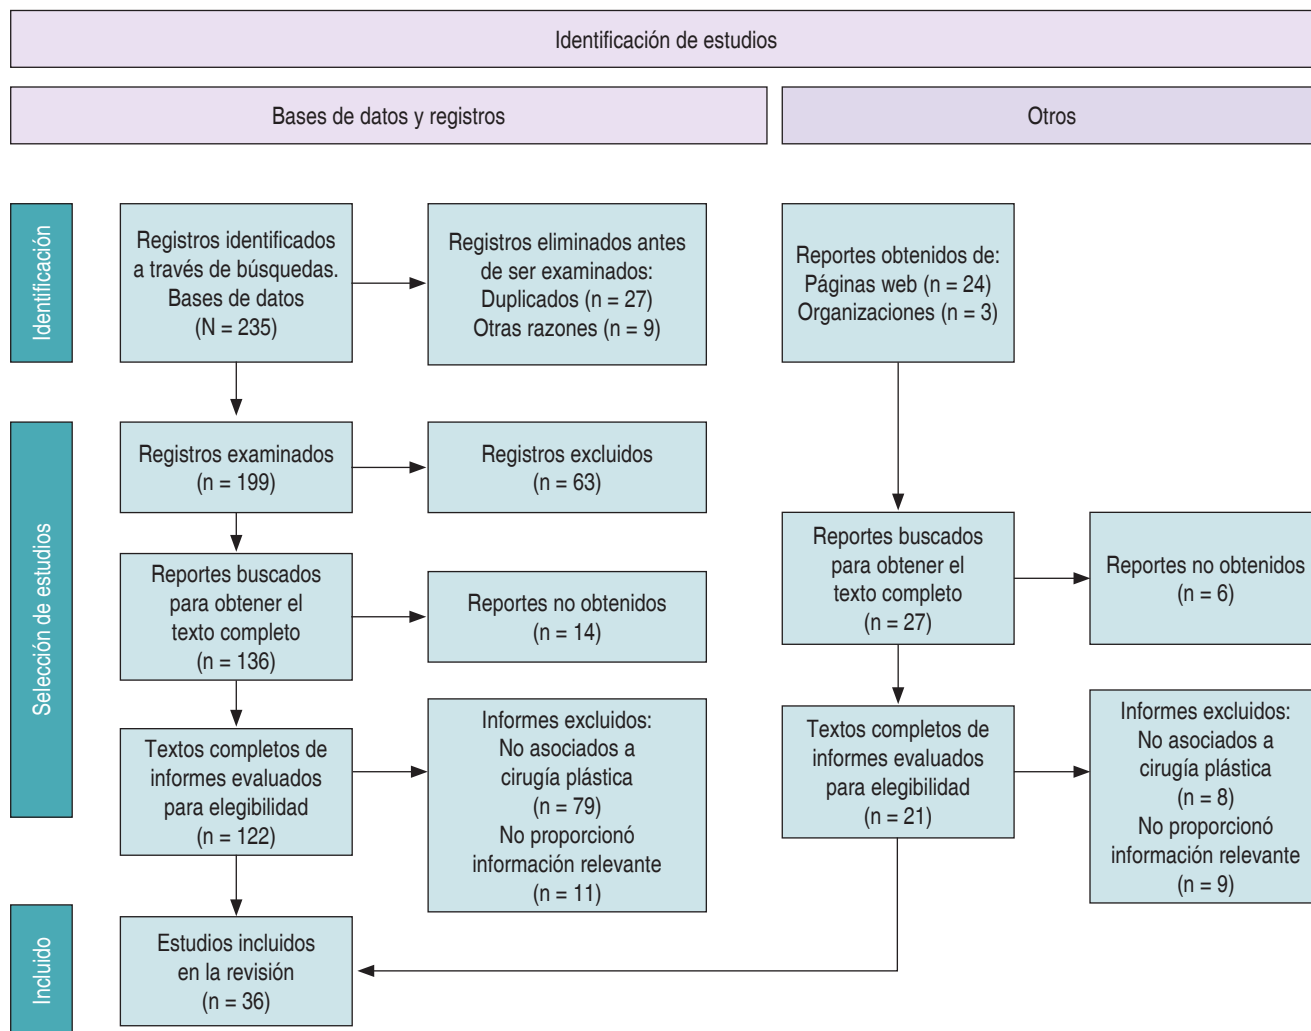 Identificación de estudios
Bases de datos y registros
Otros
Identificación
Registros identificados
a través de búsquedas.
Bases de datos
(N = 235)
Registros eliminados antes
de ser examinados:
Duplicados (n = 27)
Otras razones (n = 9)
Reportes obtenidos de:
Páginas web (n = 24)
Organizaciones (n = 3)
Selección de estudios
Registros examinados
(n = 199)
Registros excluidos
(n = 63)
Reportes buscados
para obtener el
texto completo
(n = 136)
Reportes no obtenidos
(n = 14)
Reportes buscados
para obtener el
texto completo
(n = 27)
Reportes no obtenidos
(n = 6)
Textos completos de
informes evaluados
para elegibilidad
(n = 122)
Informes excluidos:
No asociados a
cirugía plástica
(n = 79)
No proporcionó
información relevante
(n = 11)
Textos completos de
informes evaluados
para elegibilidad
(n = 21)
Informes excluidos:
No asociados a
cirugía plástica
(n = 8)
No proporcionó
información relevante
(n = 9)
Incluido
Estudios incluidos
en la revisión
(n = 36)